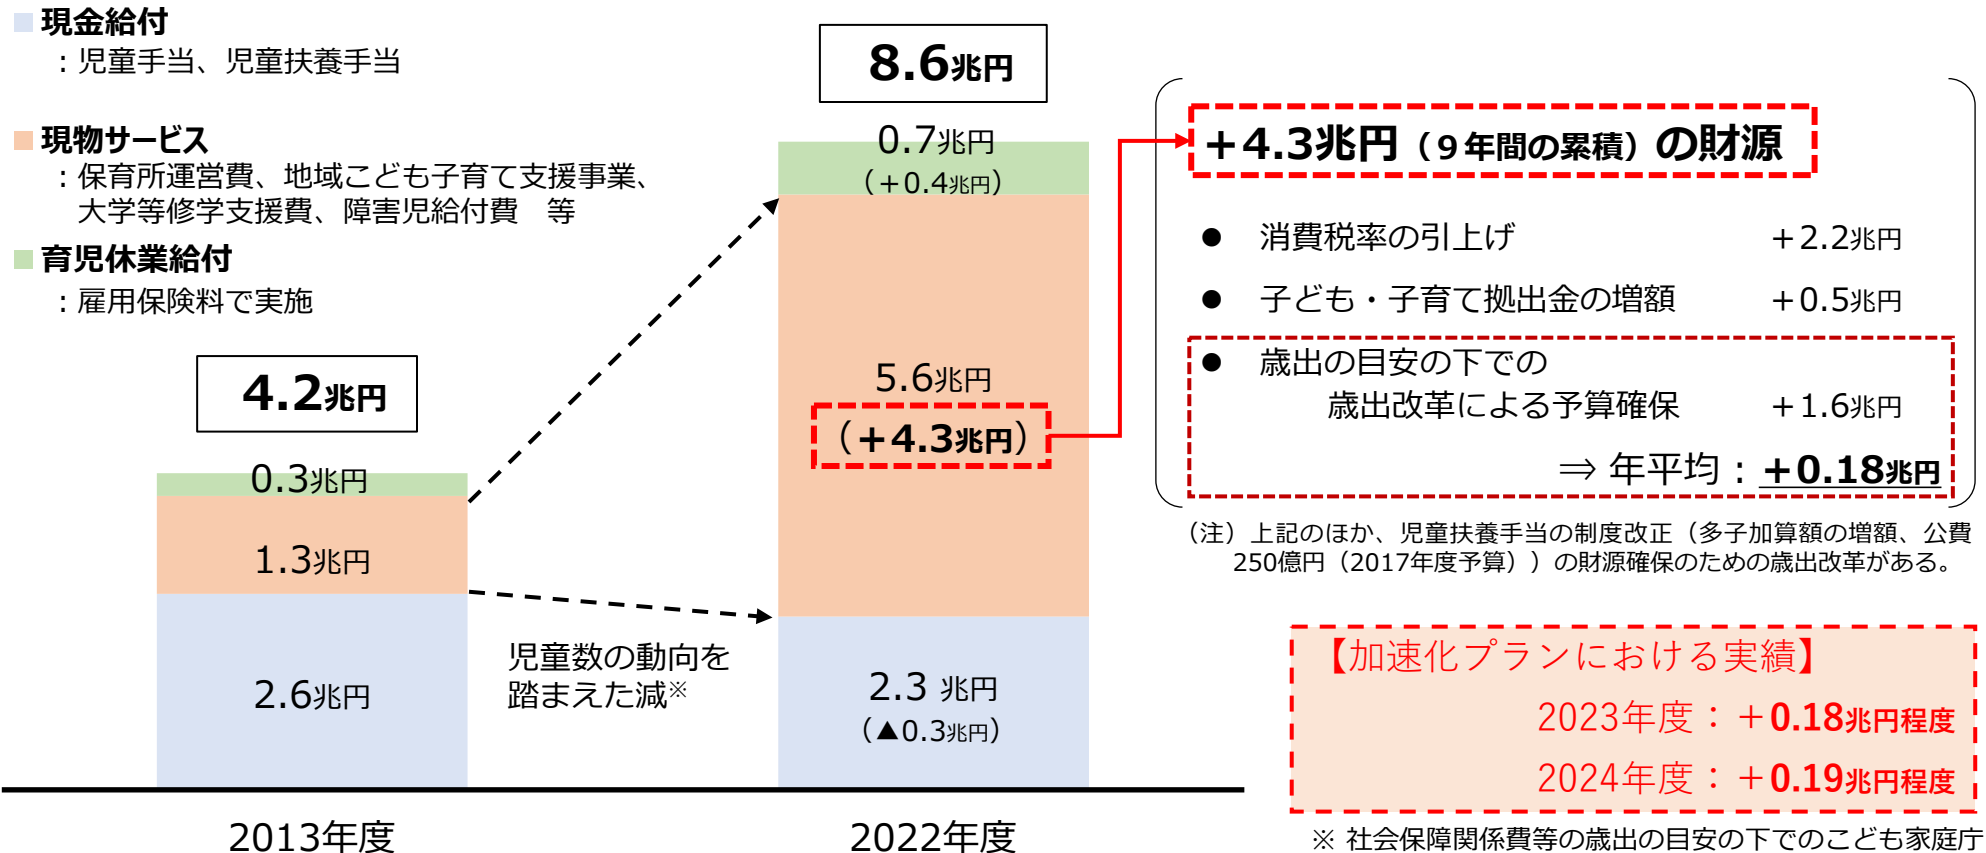 現金給付
：児童手当、児童扶養手当
現物サービス
：保育所運営費、地域こども子育て支援事業、
大学等修学支援費、障害児給付費　等
育児休業給付
：雇用保険料で実施
4.2兆円
0.3兆円
1.3兆円
2.6兆円
2013年度
児童数の動向を
踏まえた減※
8.6兆円
0.7兆円
（＋0.4兆円）
5.6兆円
（＋4.3兆円）
2.3 兆円
（▲0.3兆円）
2022年度
＋4.3兆円（９年間の累積）の財源
● 消費税率の引上げ ＋2.2兆円
● 子ども・子育て拠出金の増額 ＋0.5兆円
● 歳出の目安の下での
歳出改革による予算確保 ＋1.6兆円
⇒ 年平均：＋0.18兆円
（注）上記のほか、児童扶養手当の制度改正（多子加算額の増額、公費
250億円（2017年度予算））の財源確保のための歳出改革がある。
【加速化プランにおける実績】
2023年度：＋0.18兆円程度
2024年度：＋0.19兆円程度
※ 社会保障関係費等の歳出の目安の下でのこども家庭庁